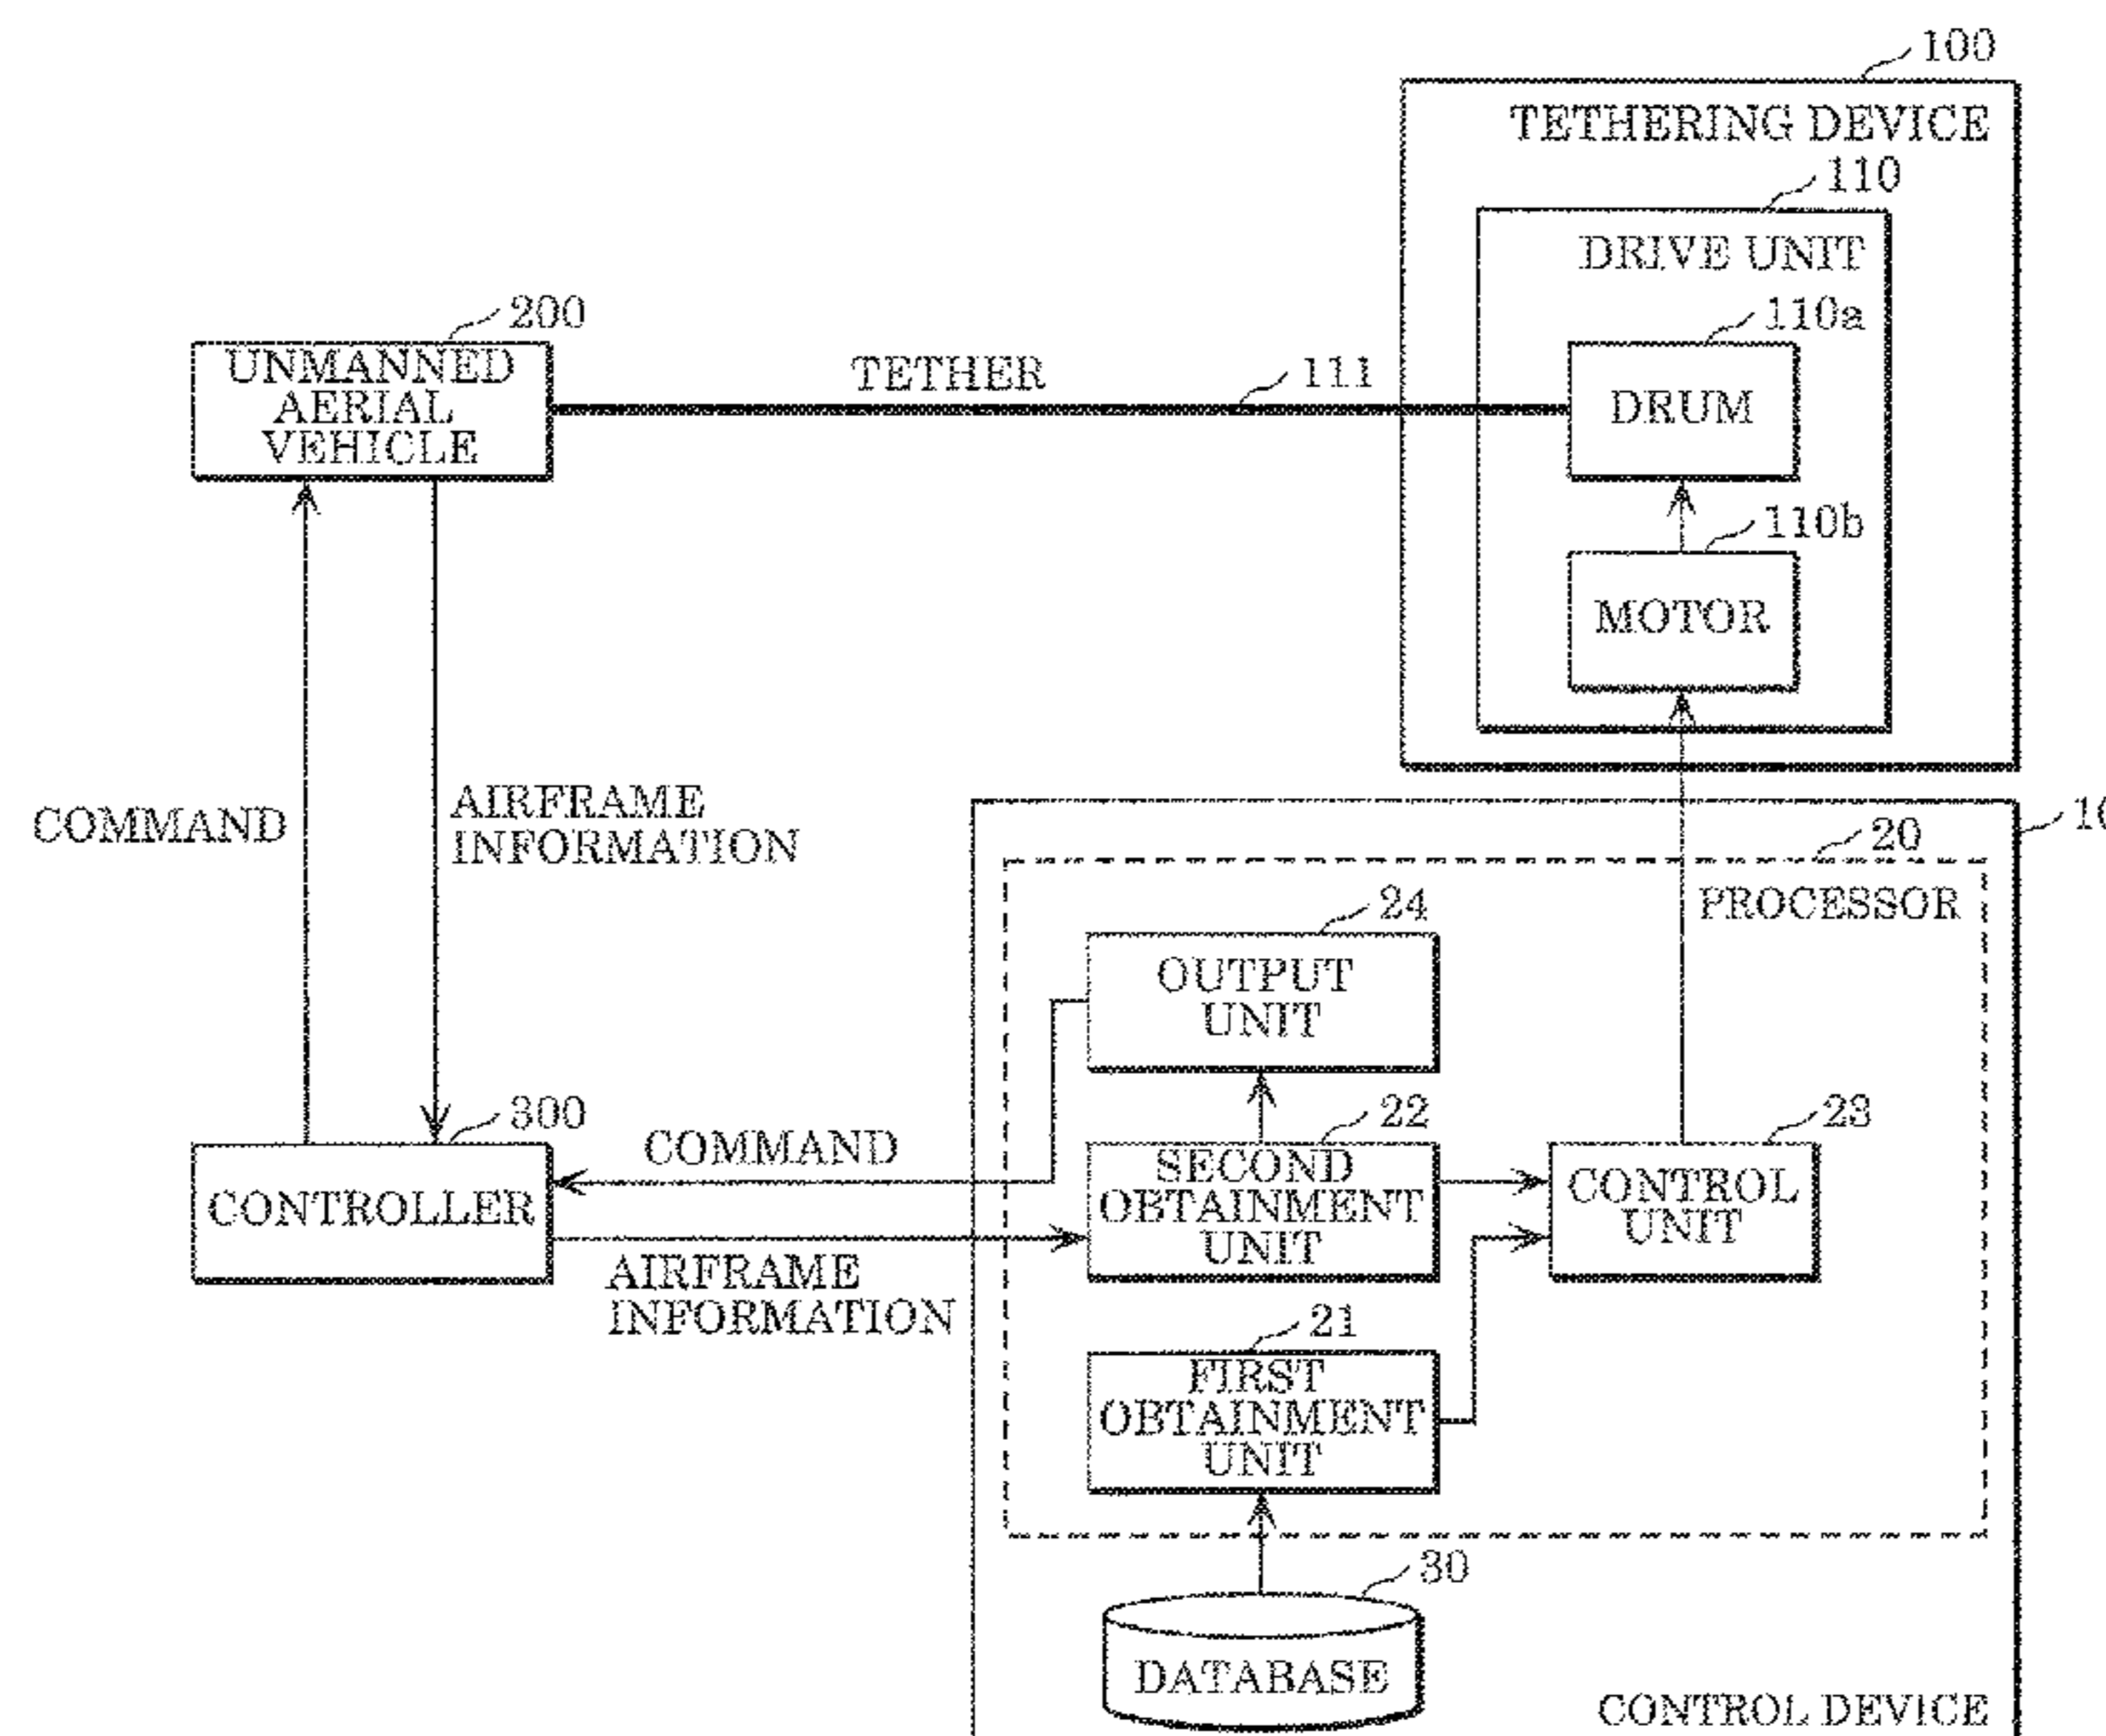 100
TETHERING DEVICE
110
DRIVE UNIT
200
UNMANNED
AERIAL
VEHICLE
TETHER
111
110a
DRUM
110b
MOTOR
COMMAND
AIRFRAME
INFORMATION
10
20
PROCESSOR
24
OUTPUT
UNIT
300
CONTROLLER
COMMAND
22
SECOND
OBTAINMENT
UNIT
23
CONTROL
UNIT
AIRFRAME
INFORMATION
21
FIRST
OBTAINMENT
UNIT
30
DATABASE
CONTROL DEVICE